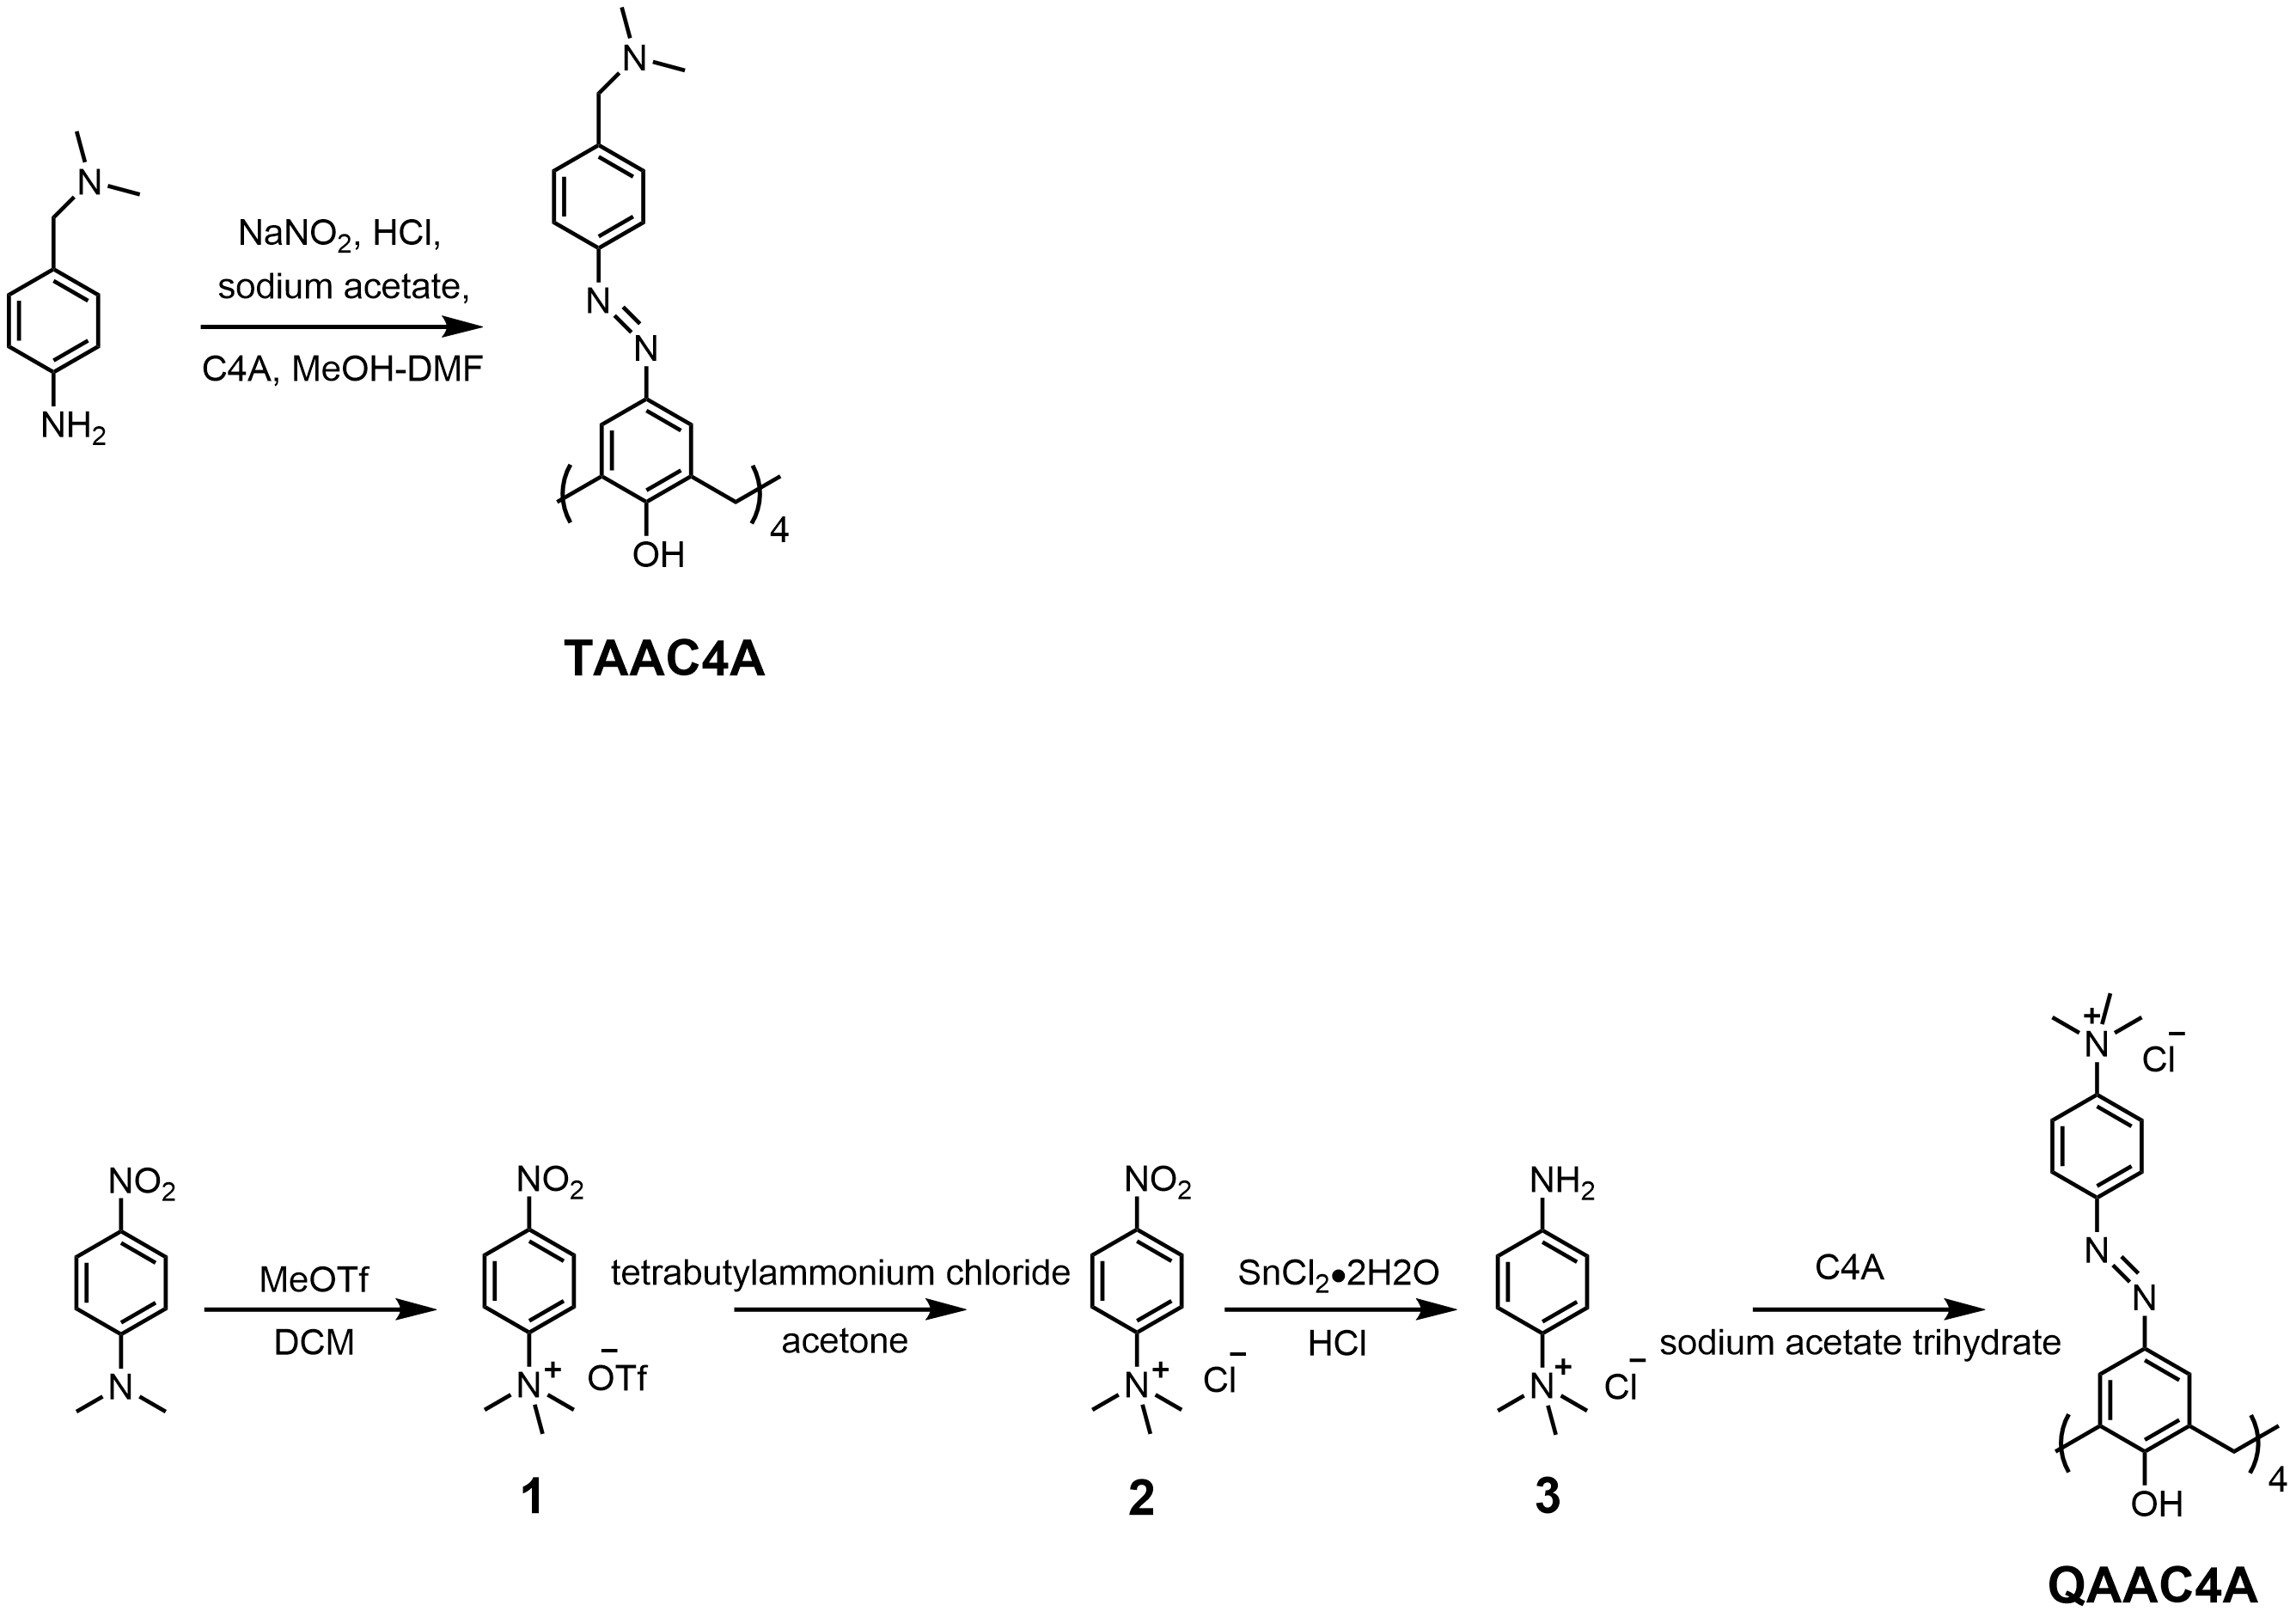 N
N
NaNO2, HCl,
sodium acetate,
C4A, MeOH-DMF
NH2
N
N
4
OH
TAAC4A
+
N
Cl−
NO2
NO2
NO2
NH2
N
N
MeOTf
DCM
tetrabutylammonium chloride
acetone
SnCl2•2H2O
HCl
C4A
sodium acetate trihydrate
N
N+
−
OTf
N+
Cl−
N+
Cl−
4
OH
1
2
3
QAAC4A